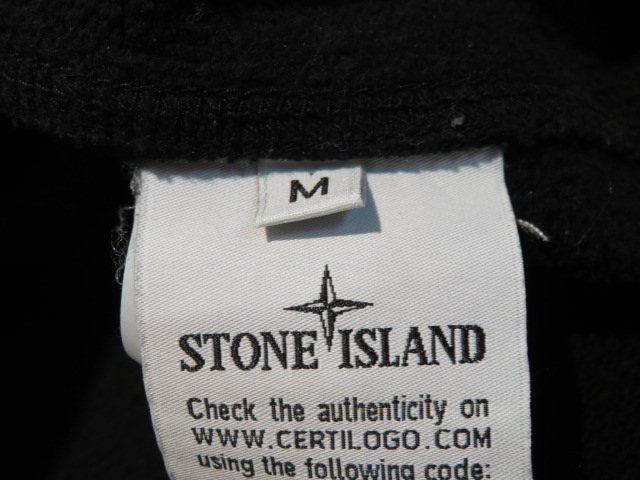 M
STONE ISLAND
Check the authenticity on
WWW.CERTILOGO.COM
using the following code: